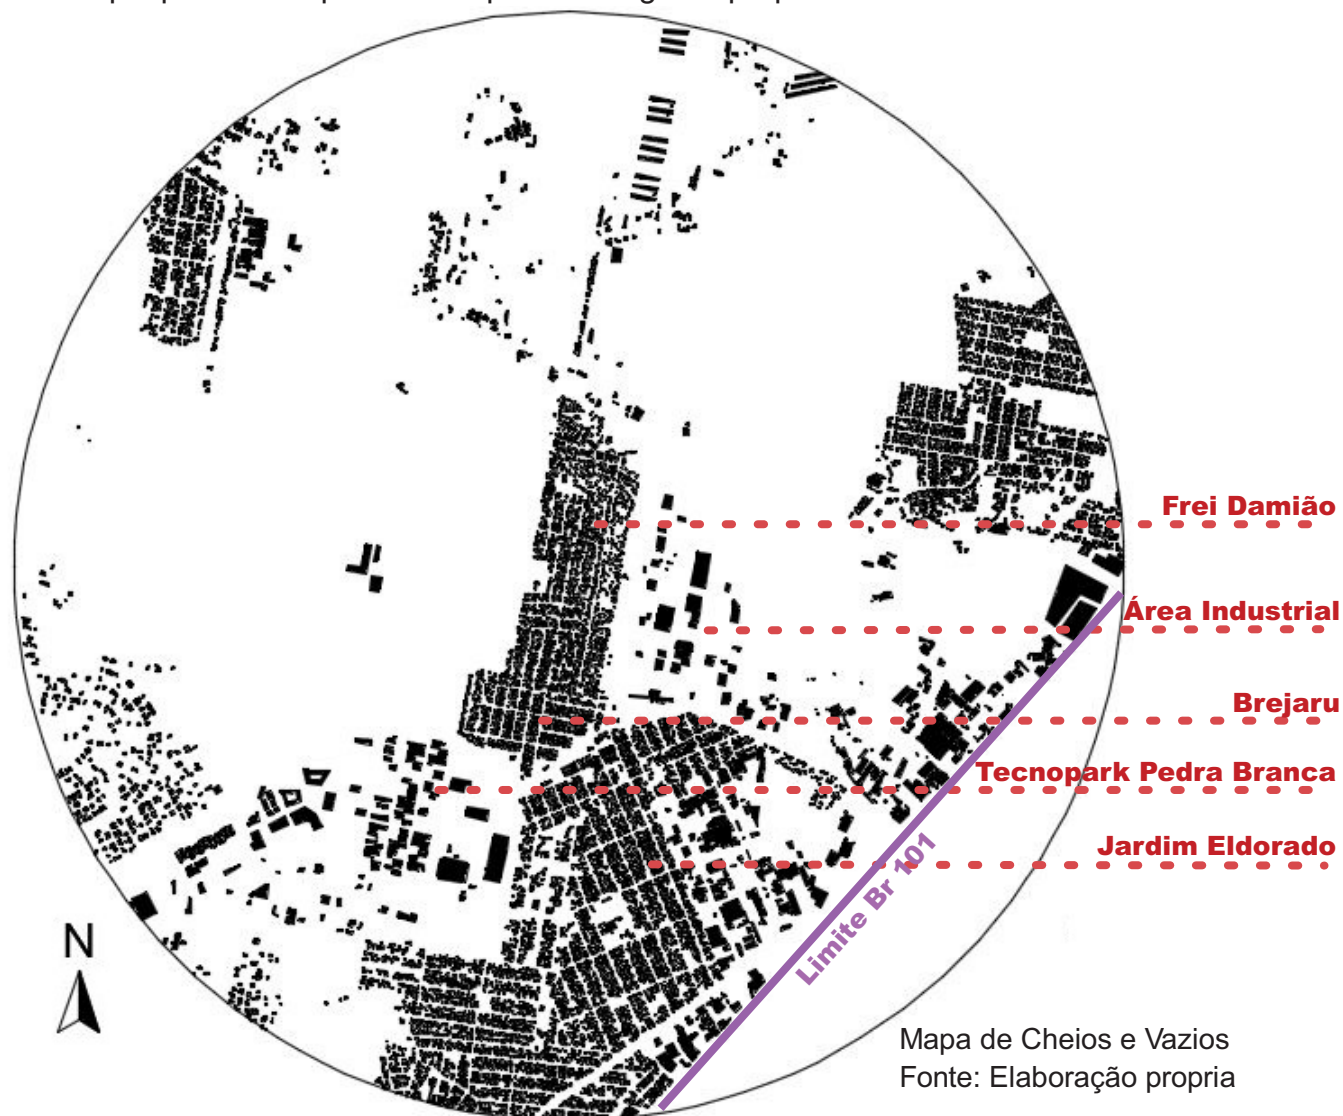 Frei Damião
Área Industrial
Brejaru
Tecnopark Pedra Branca
Jardim Eldorado
Limite Br 101
N
Mapa de Cheios e Vazios
Fonte: Elaboração propria